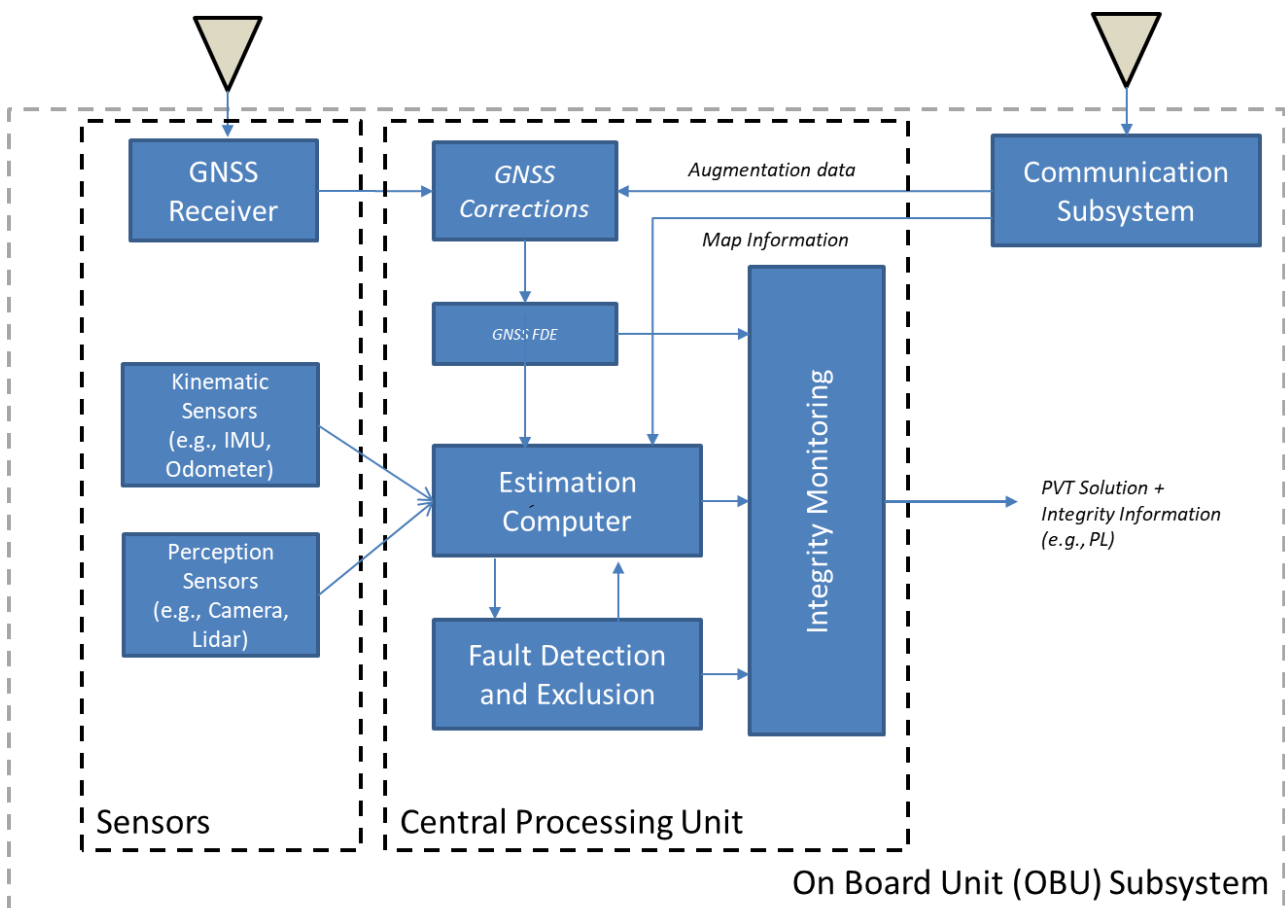 GNSS
Receiver
GNSS
Corrections
Augmentation data
Communication
Subsystem
Map Information
GNSS FDE
Kinematic
Sensors
(e.g., IMU,
Odometer)
Estimation
Computer
Integrity Monitoring
PVT Solution +
Integrity Information
(e.g., PL)
Perception
Sensors
(e.g., Camera,
Lidar)
Fault Detection
and Exclusion
Sensors
Central Processing Unit
On Board Unit (OBU) Subsystem